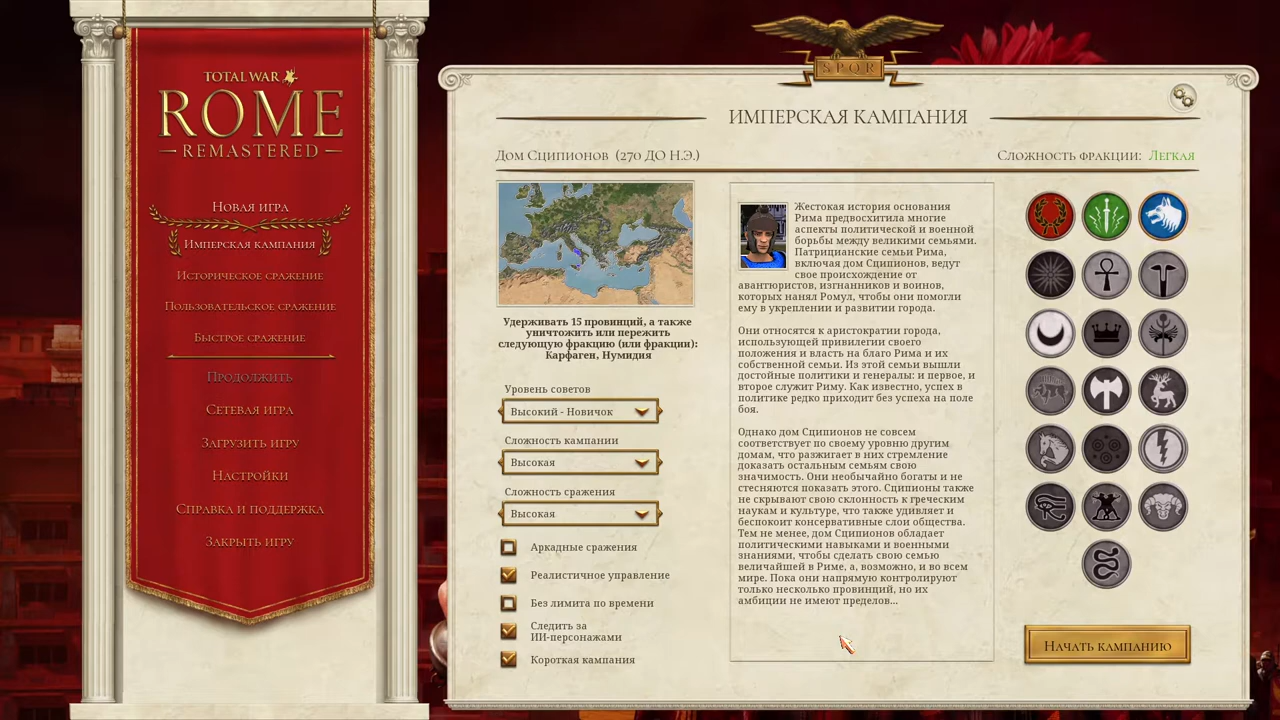 TOTAL WAR
ROME
REMASTERED
Новая игра
Имперская кампания
Историческое сражение
Пользовательское сражение
Быстрое сражение
Продолжить
Сетевая игра
Загрузить игру
Настройки
Справка и поддержка
Закрыть игру
SPQR
ИМПЕРСКАЯ КАМПАНИЯ
Дом Сципионов (270 до н.э.)
Сложность фракции: Легкая
Удерживать 15 провинций, а также
уничтожить или пережить
следующую фракцию (или фракции):
Карфаген, Нумидия
Уровень советов
Высокий - Новичок
Сложность кампании
Высокая
Сложность сражения
Высокая
Аркадные сражения
Реалистичное управление
Без лимита по времени
Следить за
ИИ-персонажами
Короткая кампания
Жестокая история основания
Рима предвосхитила многие
аспекты политической и военной
борьбы между великими семьями.
Патрицианские семьи Рима,
включая дом Сципионов, ведут
свое происхождение от
авантюристов, изгнанников и воинов,
которых нанял Ромул, чтобы они помогли
ему в укреплении и развитии города.
Они относятся к аристократии города,
использующей привилегии своего
положения и власть на благо Рима и их
собственной семьи. Из этой семьи вышли
достойные политики и генералы: и первое, и
второе служит Риму. Как известно, успех в
политике редко приходит без успеха на поле
боя.
Однако дом Сципионов не совсем
соответствует по своему уровню другим
домам, что разжигает в них стремление
доказать остальным семьям свою
значимость. Они необычайно богаты и не
стесняются показать этого. Сципионы также
не скрывают свою склонность к греческим
наукам и культуре, что также удивляет и
беспокоит консервативные слои общества.
Тем не менее, дом Сципионов обладает
политическими навыками и военными
знаниями, чтобы сделать свою семью
величайшей в Риме, а, возможно, и во всем
мире. Пока они напрямую контролируют
только несколько провинций, но их
амбиции не имеют пределов...
Начать кампанию